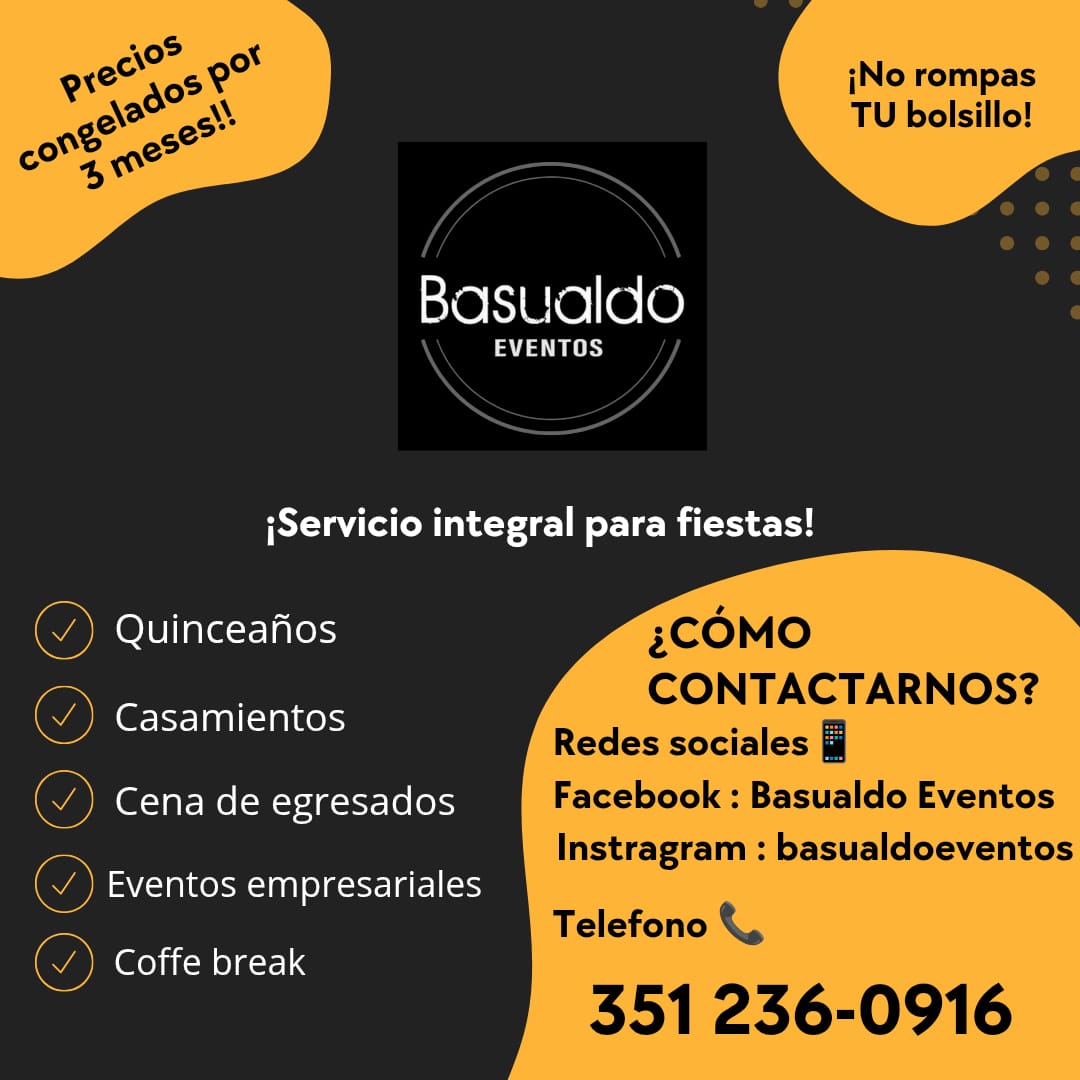 Precios
congelados por
3 meses!!
¡No rompas
TU bolsillo!
Basualdo
EVENTOS
¡Servicio integral para fiestas!
Quinceaños
Casamientos
Cena de egresados
Eventos empresariales
Coffe break
¿CÓMO
CONTACTARNOS?
Redes sociales📱
Facebook : Basualdo Eventos
Instragram : basualdoeventos
Telefono 📞
351 236-0916